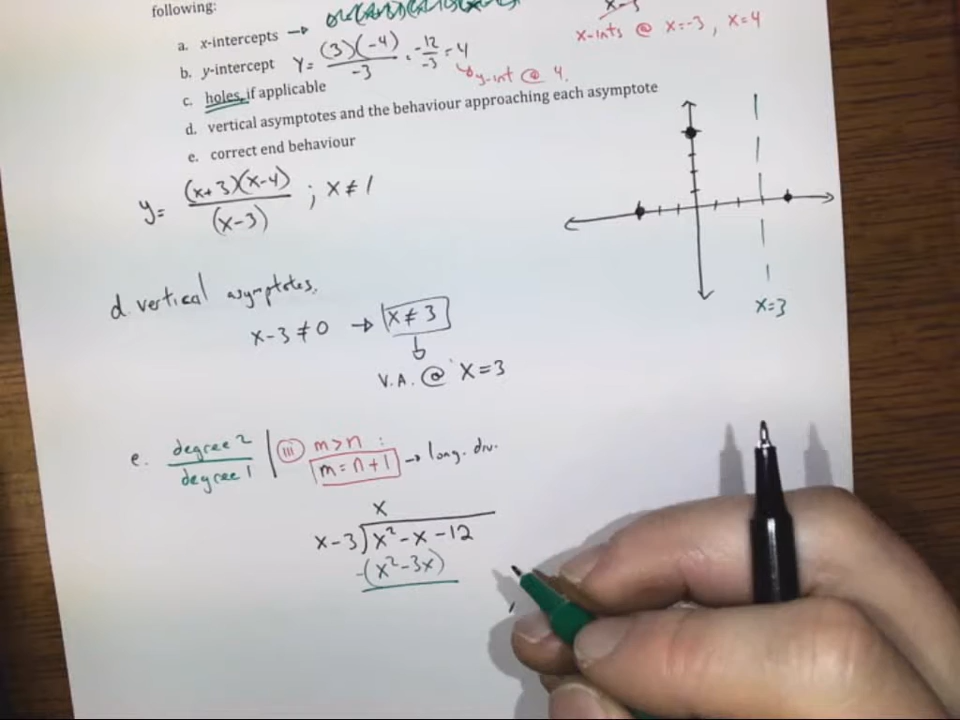 following:
a. x-intercepts →
x-ints @ x=-3, x=4
b. y-intercept y= (3)(-4)/-3 = -12/-3 = 4
y-int @ 4.
c. holes, if applicable
d. vertical asymptotes and the behaviour approaching each asymptote
e. correct end behaviour
y= (x+3)(x-4)/(x-3) ; x≠1
x=3
d. vertical asymptotes.
x-3≠0 → x≠3
V.A. @ x=3
e. degree 2/degree 1 | iii m>n :
m=n+1 → long. div.
x
x-3)x²-x-12
-(x²-3x)